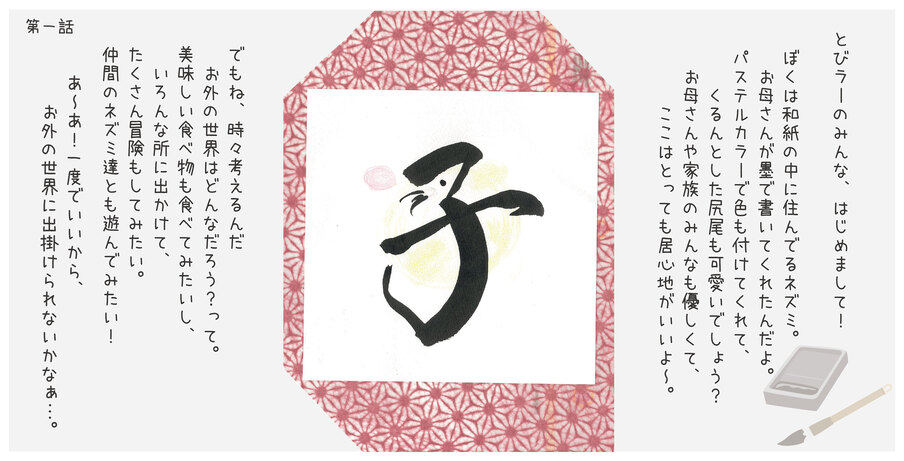 第一話
とびラーのみんな、はじめまして!
ぼくは和紙の中に住んでるネズミ。
お母さんが墨で書いてくれたんだよ。
パステルカラーで色も付けてくれて、
くるんとした尻尾も可愛いでしょう?
お母さんや家族のみんなも優しくて、
ここはとっても居心地がいいよ〜。
子
でもね、時々考えるんだ
お外の世界はどんなだろう?って。
美味しい食べ物も食べてみたいし、
いろんな所に出かけて、
たくさん冒険もしてみたい。
仲間のネズミ達とも遊んでみたい!
あ〜あ!一度でいいから、
お外の世界に出掛けられないかなぁ…。